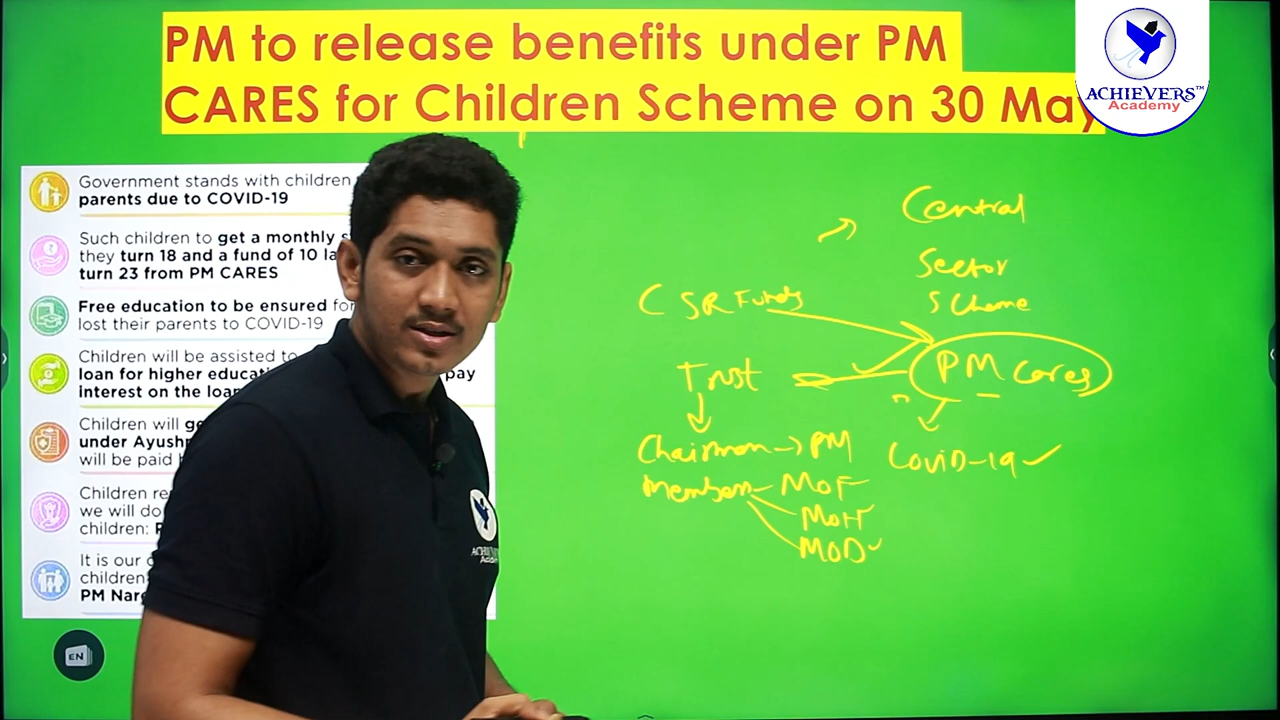 PM to release benefits under PM
CARES for Children Scheme on 30 May
ACHIEVERS™
Academy
Government stands with children
parents due to COVID-19
Such children to get a monthly s
they turn 18 and a fund of 10 la
turn 23 from PM CARES
Free education to be ensured for
lost their parents to COVID-19
Children will be assisted to
loan for higher educati pay
interest on the loan
Children will ge
under Ayushm
will be paid
Children re
we will do
children: P
It is our d
children
PM Nare
EN
Central
Sector
Scheme
CSR Funds
PM Cares
Trust
Chairman → PM
COVID-19 ✓
Members - MOF
MOH
MOD
Academy